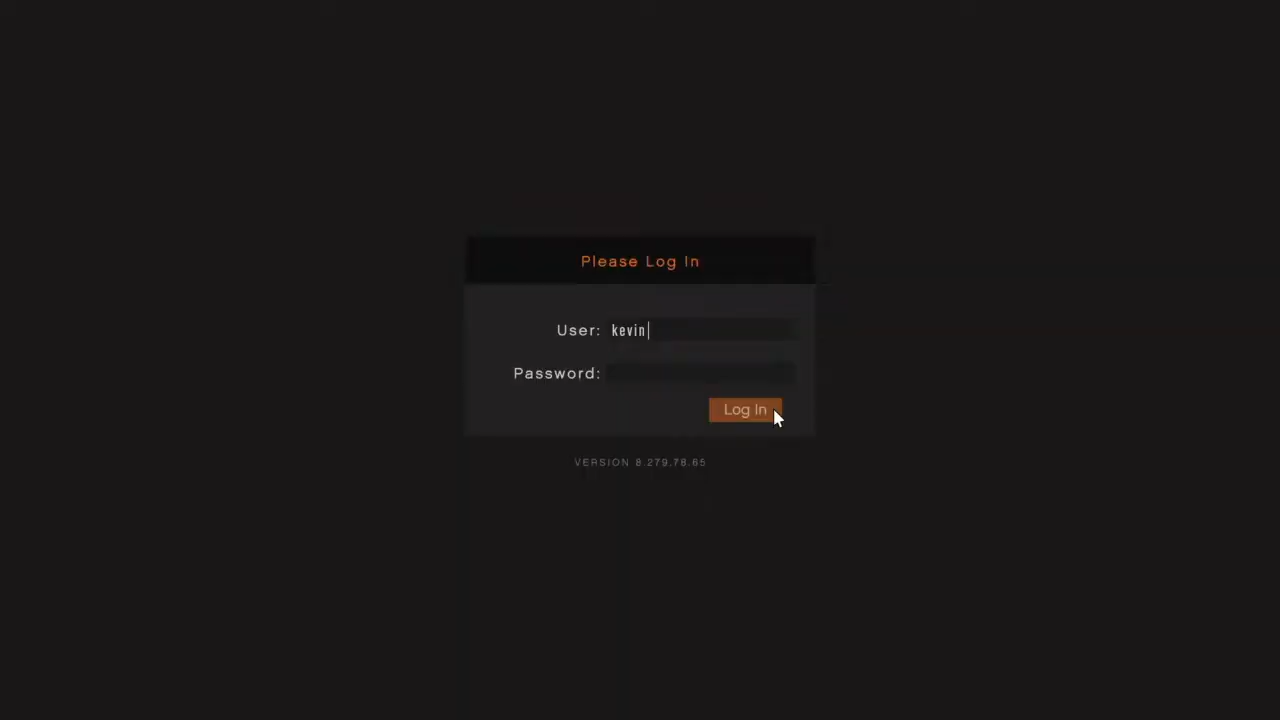 Please Log In
User: kevin
Password:
Log In
VERSION 8.279.78.65